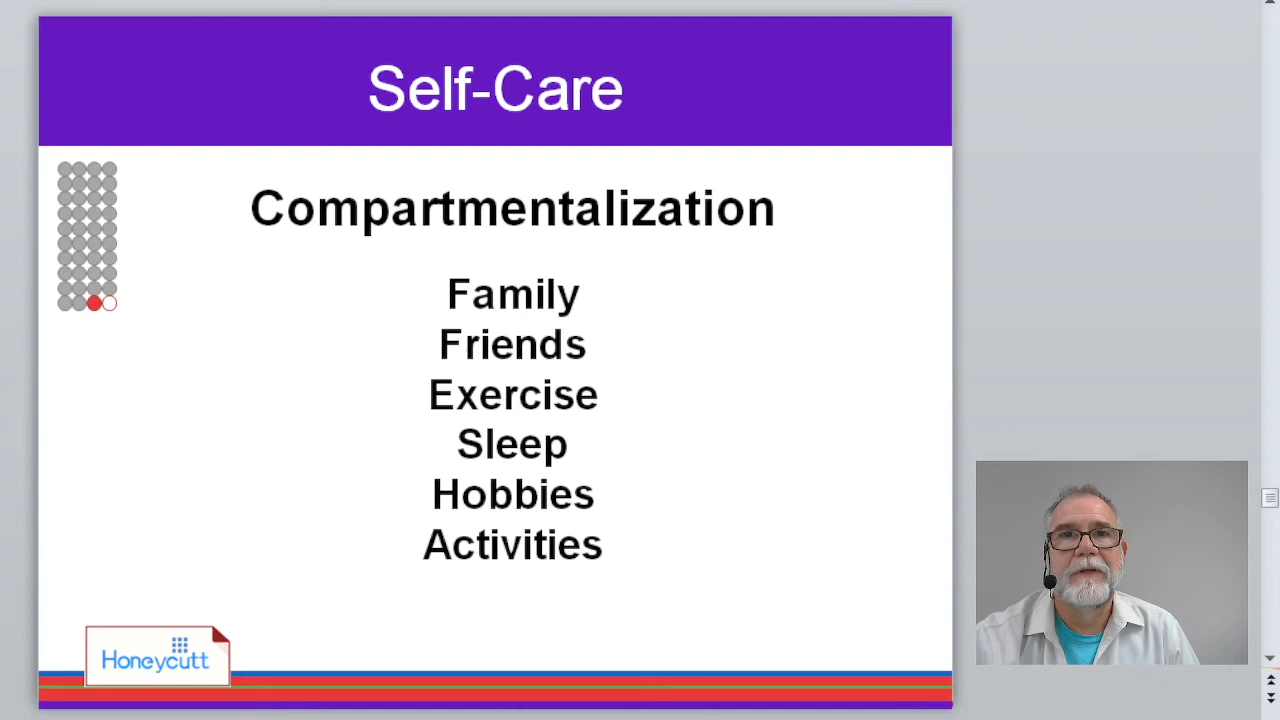 Self-Care
Compartmentalization
Family
Friends
Exercise
Sleep
Hobbies
Activities
Honeycutt